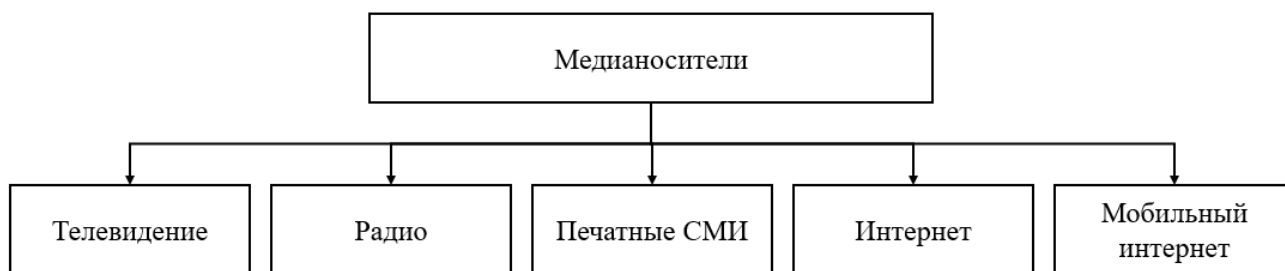 Медианосители
Телевидение
Радио
Печатные СМИ
Интернет
Мобильный
интернет